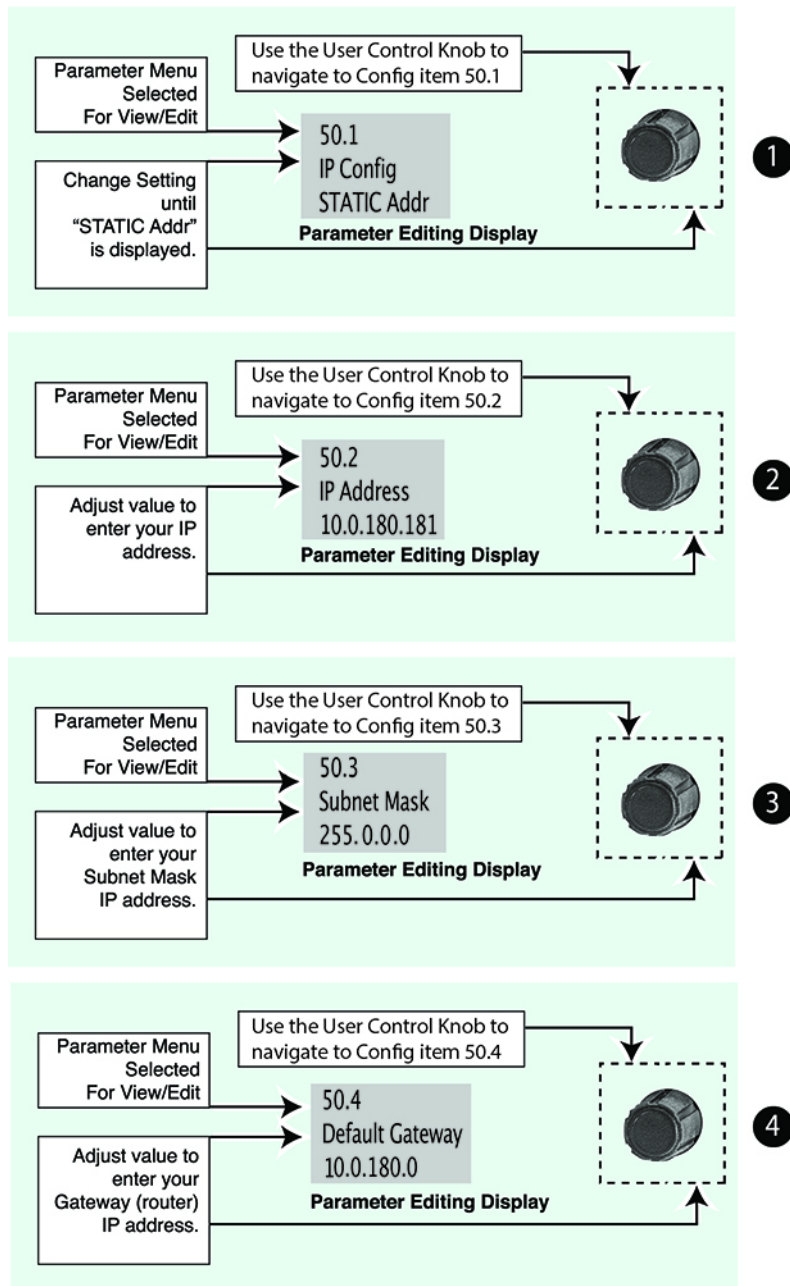 Use the User Control Knob to
navigate to Config item 50.1
Parameter Menu
Selected
For View/Edit
50.1
IP Config
STATIC Addr
Change Setting
until
“STATIC Addr”
is displayed.
Parameter Editing Display
1
Use the User Control Knob to
navigate to Config item 50.2
Parameter Menu
Selected
For View/Edit
50.2
IP Address
10.0.180.181
Adjust value to
enter your IP
address.
Parameter Editing Display
2
Use the User Control Knob to
navigate to Config item 50.3
Parameter Menu
Selected
For View/Edit
50.3
Subnet Mask
255.0.0.0
Adjust value to
enter your
Subnet Mask
IP address.
Parameter Editing Display
3
Use the User Control Knob to
navigate to Config item 50.4
Parameter Menu
Selected
For View/Edit
50.4
Default Gateway
10.0.180.0
Adjust value to
enter your
Gateway (router)
IP address.
Parameter Editing Display
4